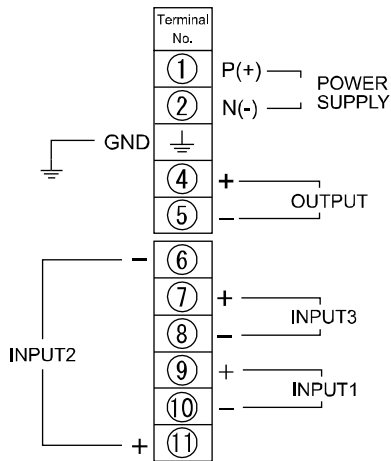 Terminal
No.
① P(+)
② N(-)
POWER
SUPPLY
GND
④ +
⑤ −
OUTPUT
− ⑥
⑦ +
⑧ −
INPUT3
INPUT2
⑨ +
⑩ −
INPUT1
+ ⑪